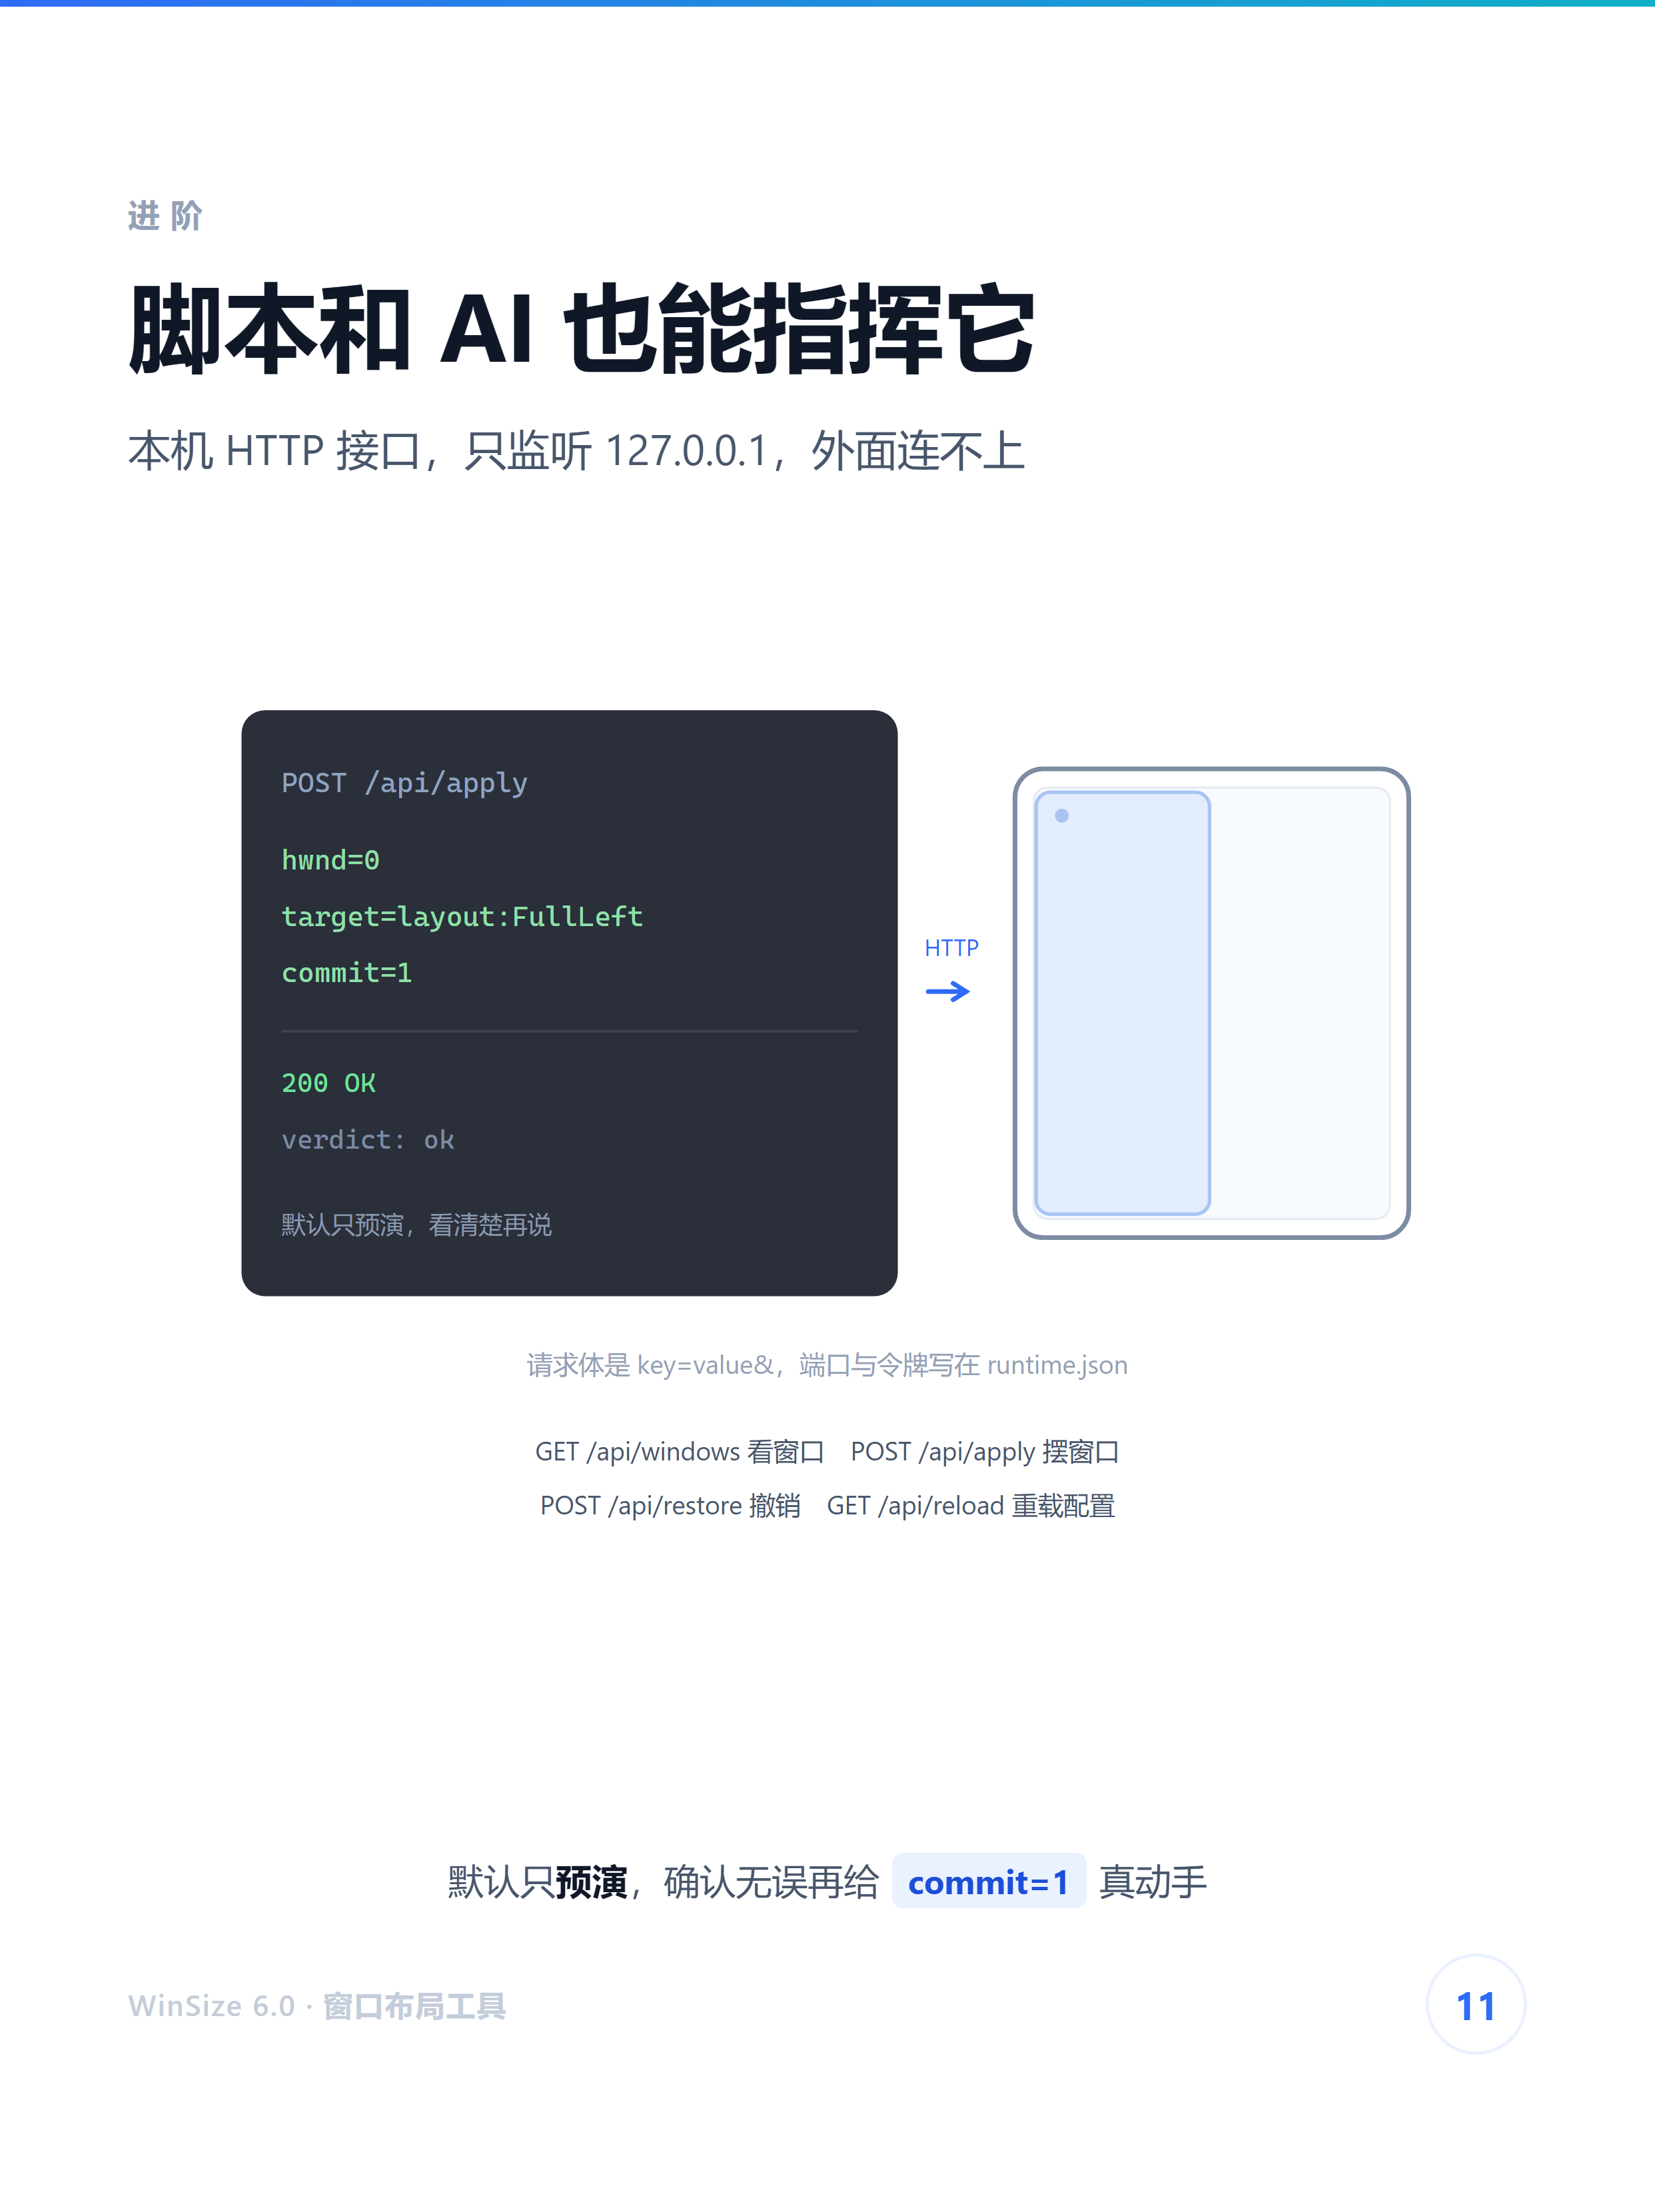 进阶
脚本和 AI 也能指挥它
本机 HTTP 接口，只监听 127.0.0.1，外面连不上
POST /api/apply
hwnd=0
target=layout:FullLeft
commit=1
200 OK
verdict: ok
默认只预演，看清楚再说
HTTP
请求体是 key=value&，端口与令牌写在 runtime.json
GET /api/windows 看窗口 POST /api/apply 摆窗口
POST /api/restore 撤销 GET /api/reload 重载配置
默认只预演，确认无误再给 commit=1 真动手
WinSize 6.0 · 窗口布局工具
11